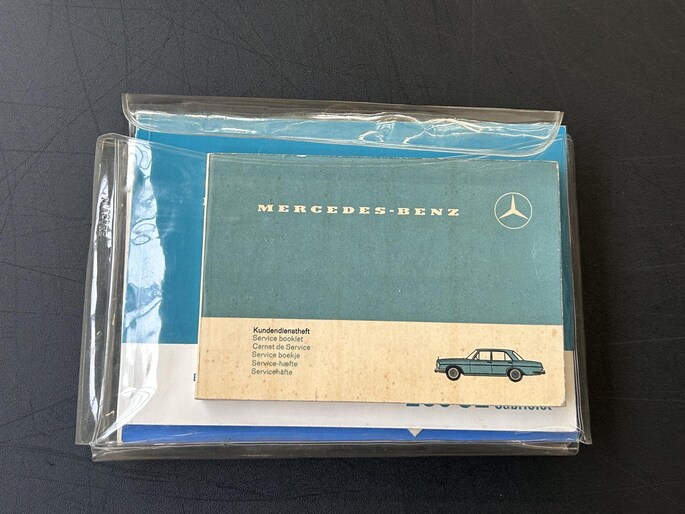 MERCEDES-BENZ
Kundendienstheft
Service booklet
Carnet de Service
Service boekje
Service-hæfte
Servicehäfte